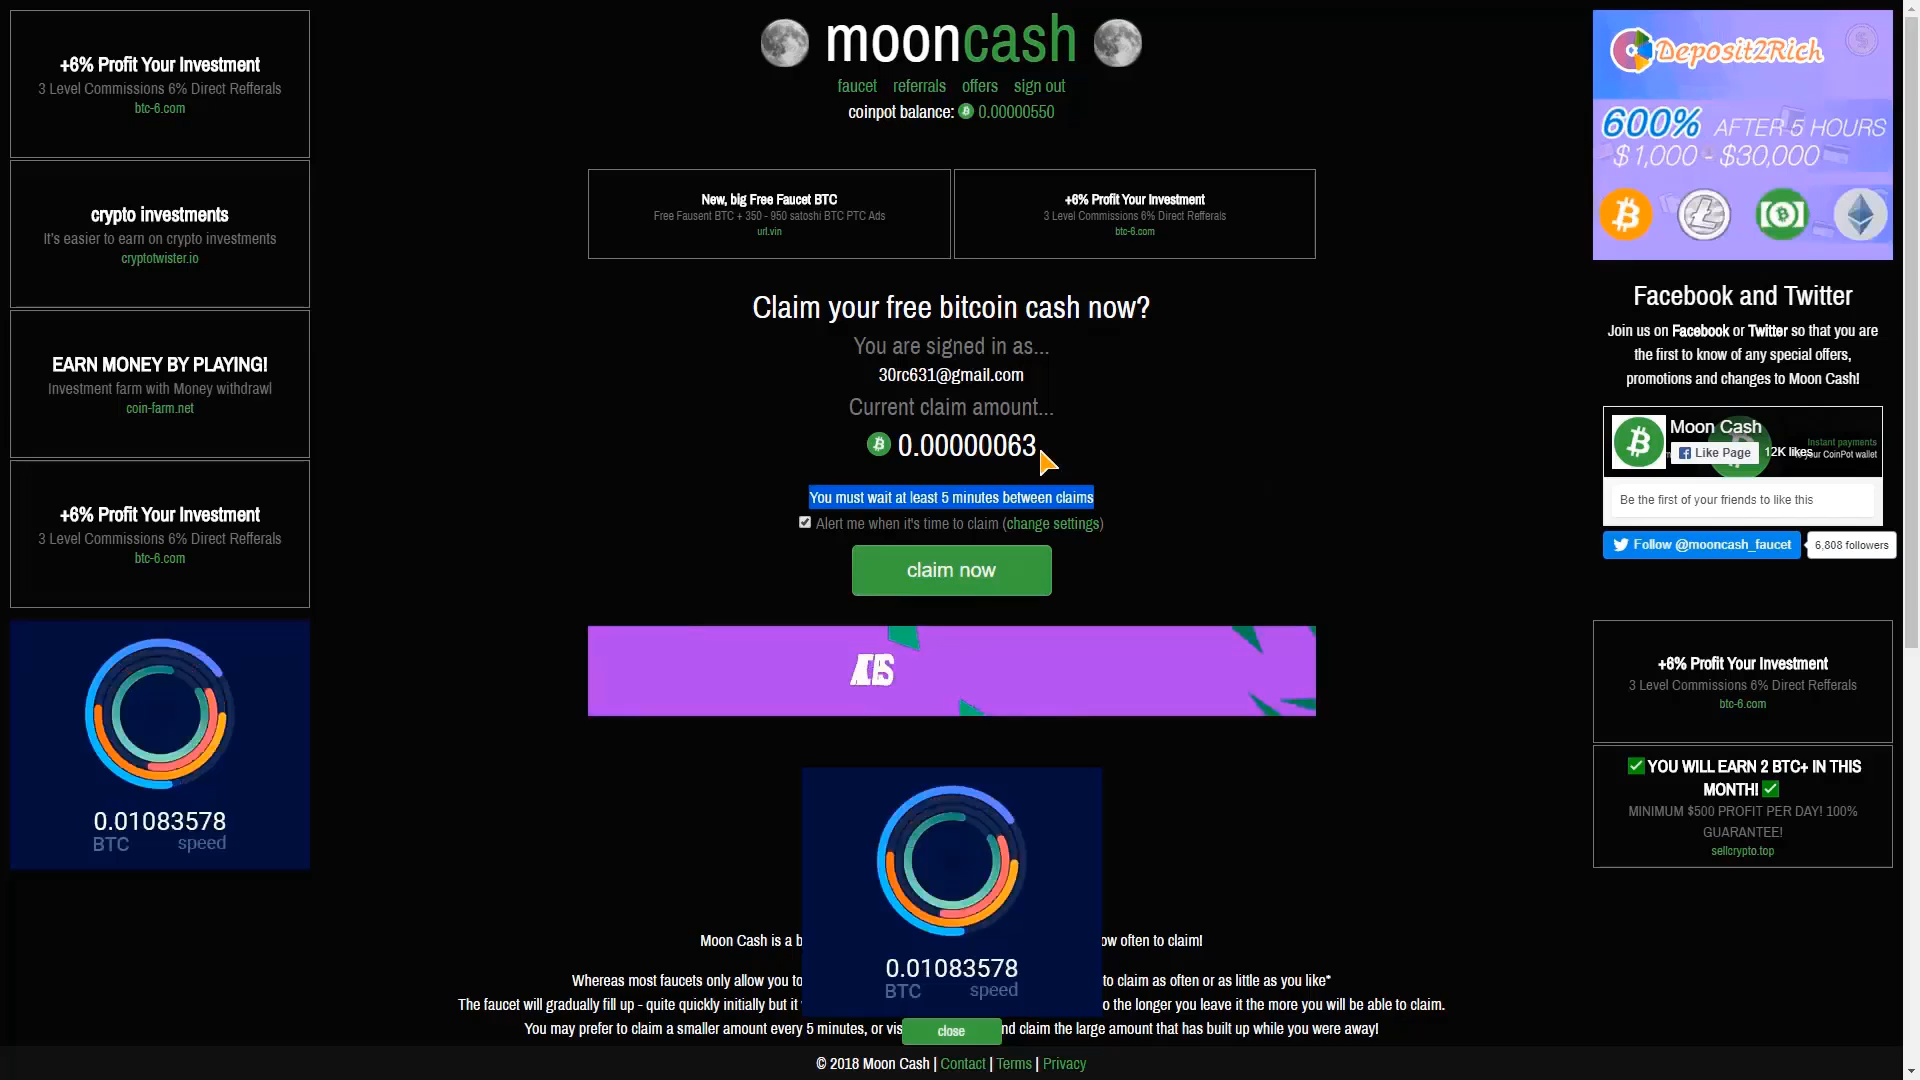 mooncash
faucet referrals offers sign out
coinpot balance: 0.00000550
+6% Profit Your Investment
3 Level Commissions 6% Direct Refferals
btc-6.com
crypto investments
It's easier to earn on crypto investments
cryptotwister.io
EARN MONEY BY PLAYING!
Investment farm with Money withdrawl
coin-farm.net
+6% Profit Your Investment
3 Level Commissions 6% Direct Refferals
btc-6.com
0.01083578
BTC speed
New, big Free Faucet BTC
Free Fausent BTC + 350 - 950 satoshi BTC PTC Ads
url.vin
+6% Profit Your Investment
3 Level Commissions 6% Direct Refferals
btc-6.com
Claim your free bitcoin cash now?
You are signed in as...
30rc631@gmail.com
Current claim amount...
0.00000063
You must wait at least 5 minutes between claims
Alert me when it's time to claim (change settings)
claim now
0.01083578
BTC speed
close
Moon Cash is a b ow often to claim!
Whereas most faucets only allow you to to claim as often or as little as you like*
The faucet will gradually fill up - quite quickly initially but it o the longer you leave it the more you will be able to claim.
You may prefer to claim a smaller amount every 5 minutes, or vis nd claim the large amount that has built up while you were away!
© 2018 Moon Cash | Contact | Terms | Privacy
Deposit2Rich
600% AFTER 5 HOURS
$1,000 - $30,000
Facebook and Twitter
Join us on Facebook or Twitter so that you are
the first to know of any special offers,
promotions and changes to Moon Cash!
Moon Cash
Instant payments
Like Page 12K likes your CoinPot wallet
Be the first of your friends to like this
Follow @mooncash_faucet 6,808 followers
+6% Profit Your Investment
3 Level Commissions 6% Direct Refferals
btc-6.com
YOU WILL EARN 2 BTC+ IN THIS
MONTH!
MINIMUM $500 PROFIT PER DAY! 100%
GUARANTEE!
sellcrypto.top